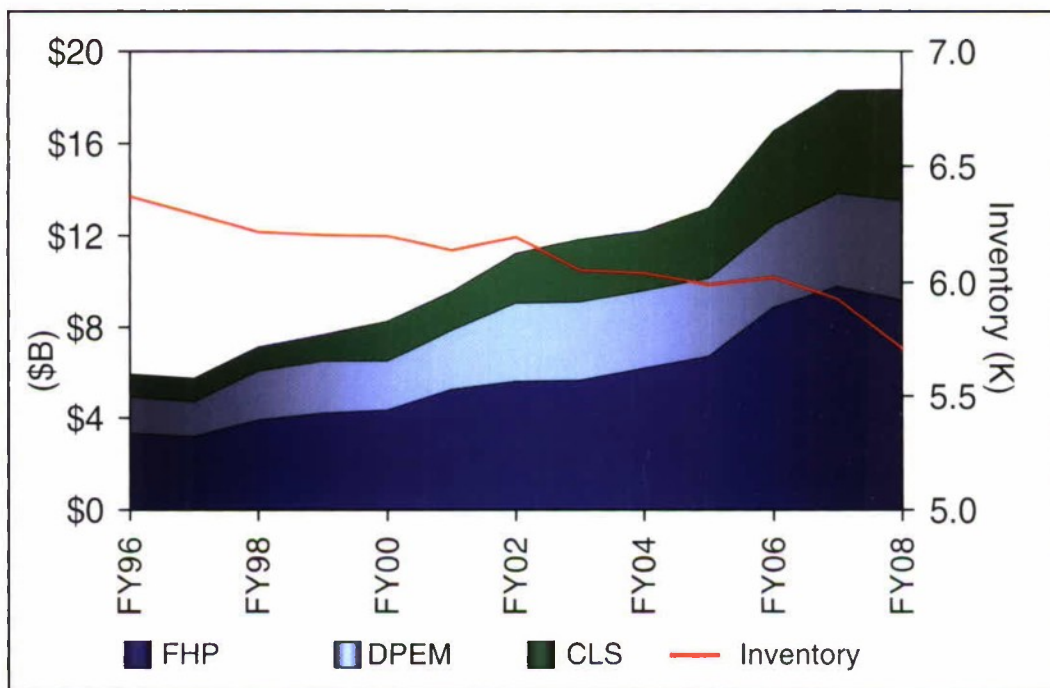 $20
$16
$12
$8
$4
$0
($B)
7.0
6.5
6.0
5.5
5.0
Inventory (K)
FY96
FY98
FY00
FY02
FY04
FY06
FY08
FHP
DPEM
CLS
Inventory